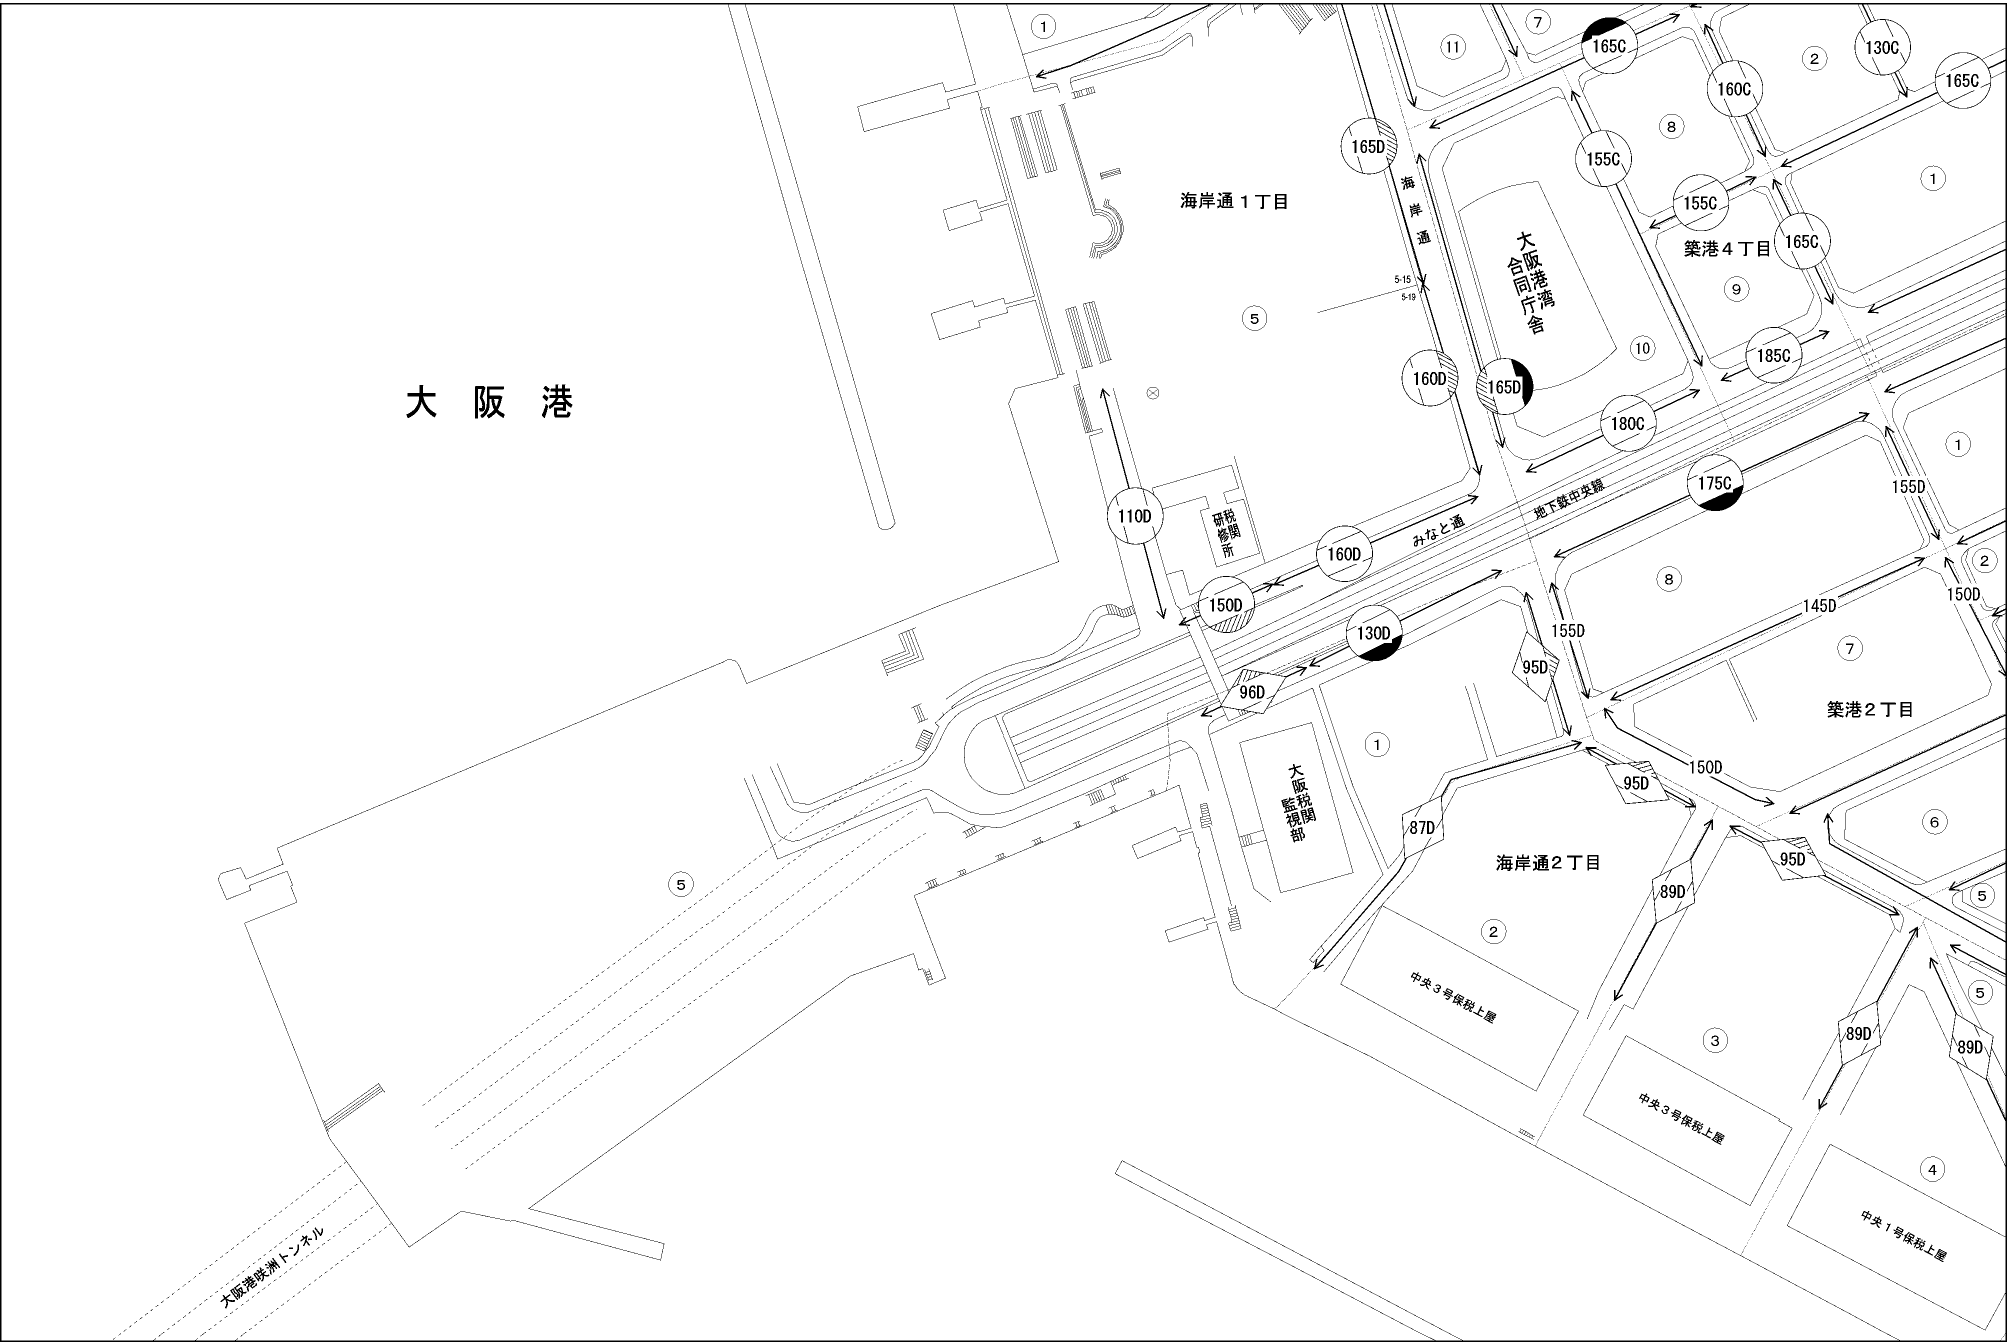 1
7
165C
11
2
130C
165C
160C
8
165D
155C
海岸通
海岸通1丁目
1
155C
165C
築港4丁目
大阪港湾
合同庁舎
5-15
5-19
9
5
10
185C
160D
165D
大阪港
180C
1
175C
155D
地下鉄中央線
みなと通
110D
税関
研修所
160D
2
8
150D
150D
145D
130D
155D
7
95D
96D
築港2丁目
1
150D
95D
大阪税関
監視部
87D
6
95D
海岸通2丁目
5
89D
5
2
中央3号保税上屋
5
89D
89D
3
中央3号保税上屋
4
中央1号保税上屋
大阪港咲洲トンネル